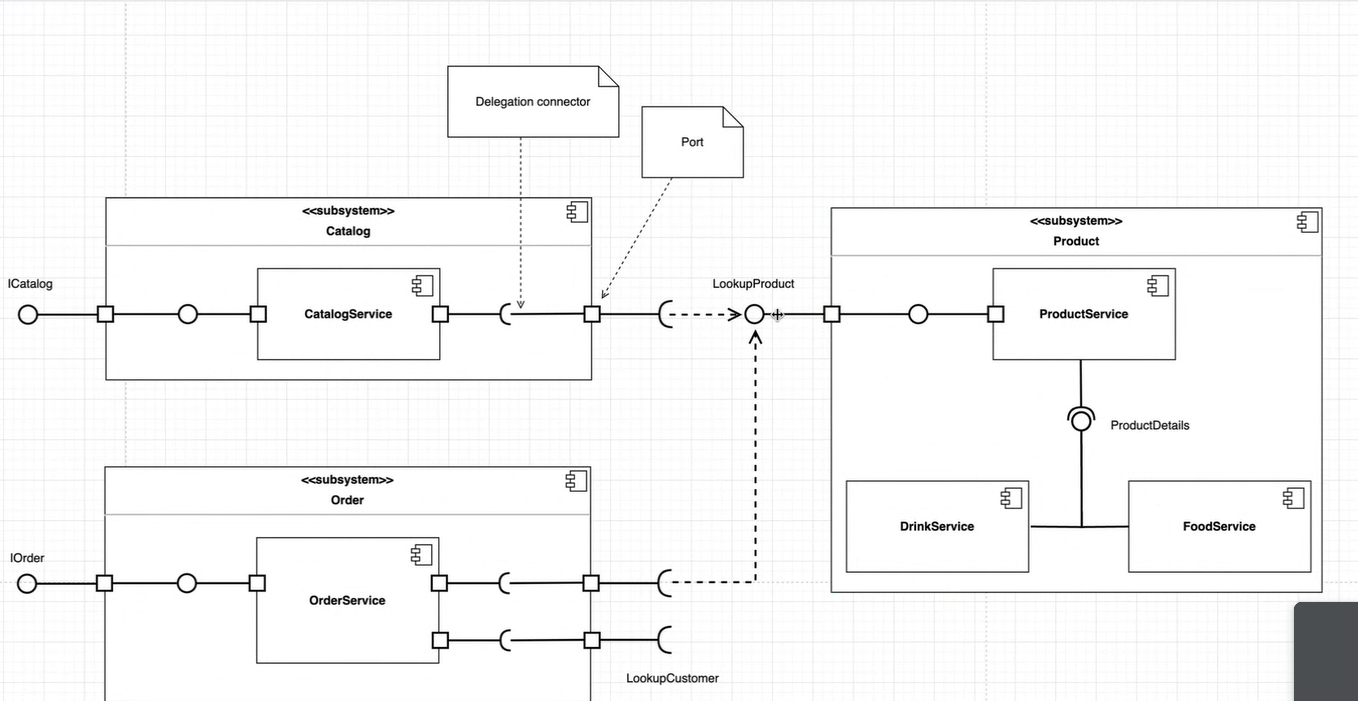 Delegation connector
Port
<<subsystem>>
Catalog
<<subsystem>>
Product
ICatalog
CatalogService
LookupProduct
ProductService
ProductDetails
<<subsystem>>
Order
DrinkService
FoodService
IOrder
OrderService
LookupCustomer